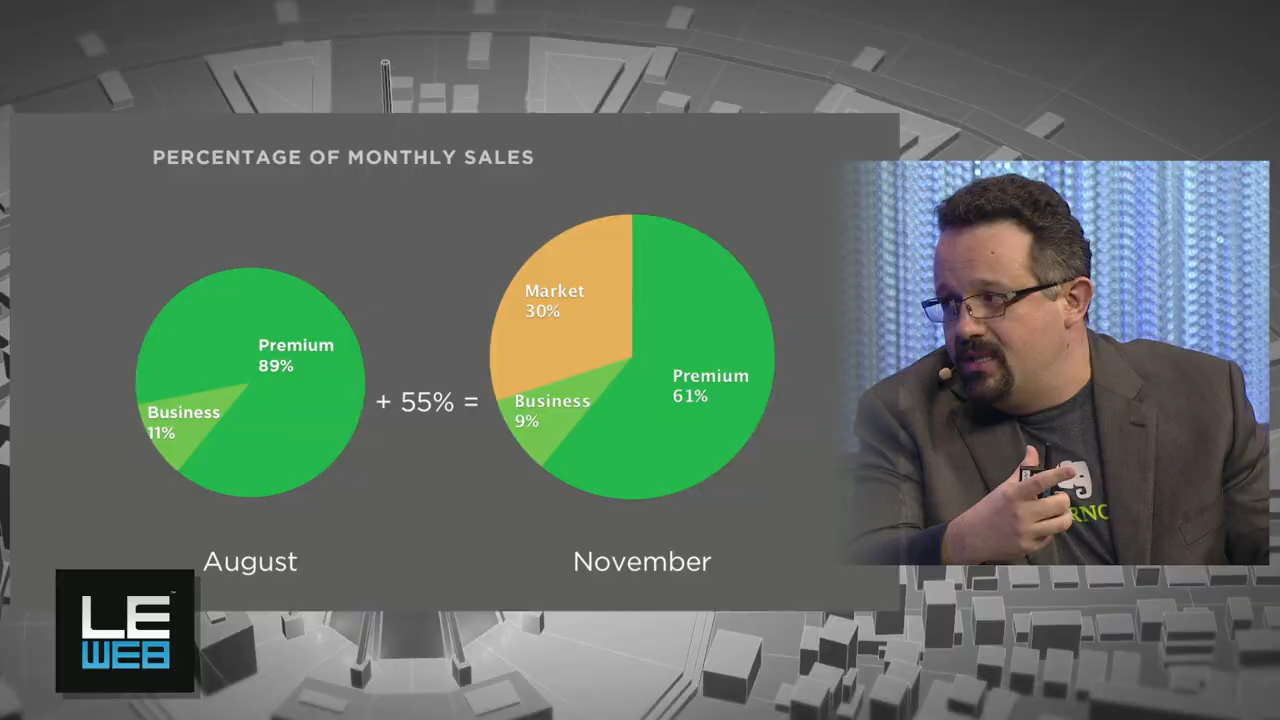 PERCENTAGE OF MONTHLY SALES
Premium
89%
Business
11%
+ 55% =
Market
30%
Business
9%
Premium
61%
August
November
LE
WEB
RNO